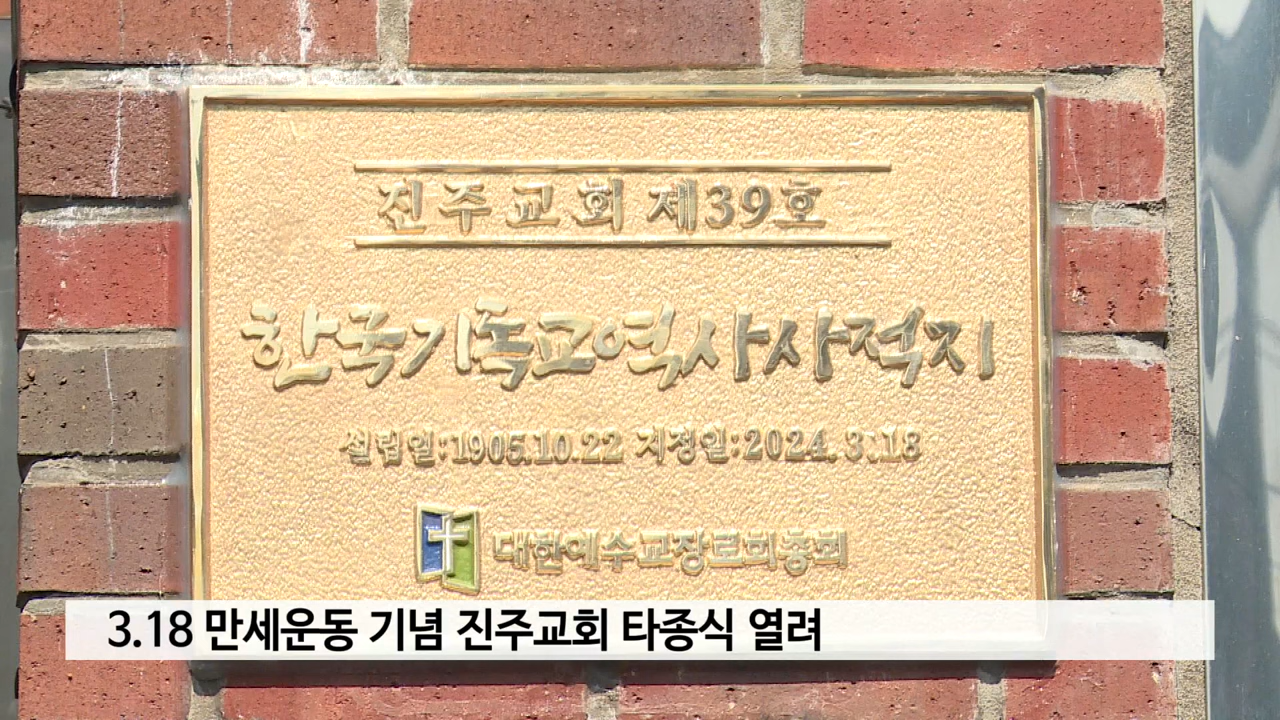 진주교회 제39호
한국기독교역사사적지
설립일:1905.10.22 지정일:2024.3.18
대한예수교장로회총회
3.18 만세운동 기념 진주교회 타종식 열려